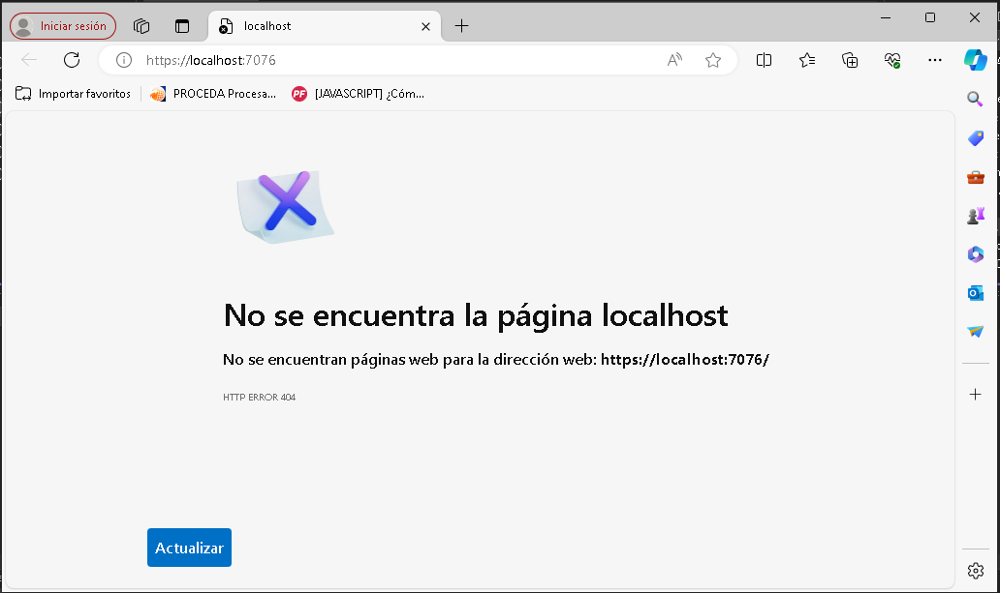 Iniciar sesión
localhost
https://localhost:7076
Importar favoritos
PROCEDA Procesa...
PF
[JAVASCRIPT] ¿Cóm...
No se encuentra la página localhost
No se encuentran páginas web para la dirección web: https://localhost:7076/
HTTP ERROR 404
Actualizar